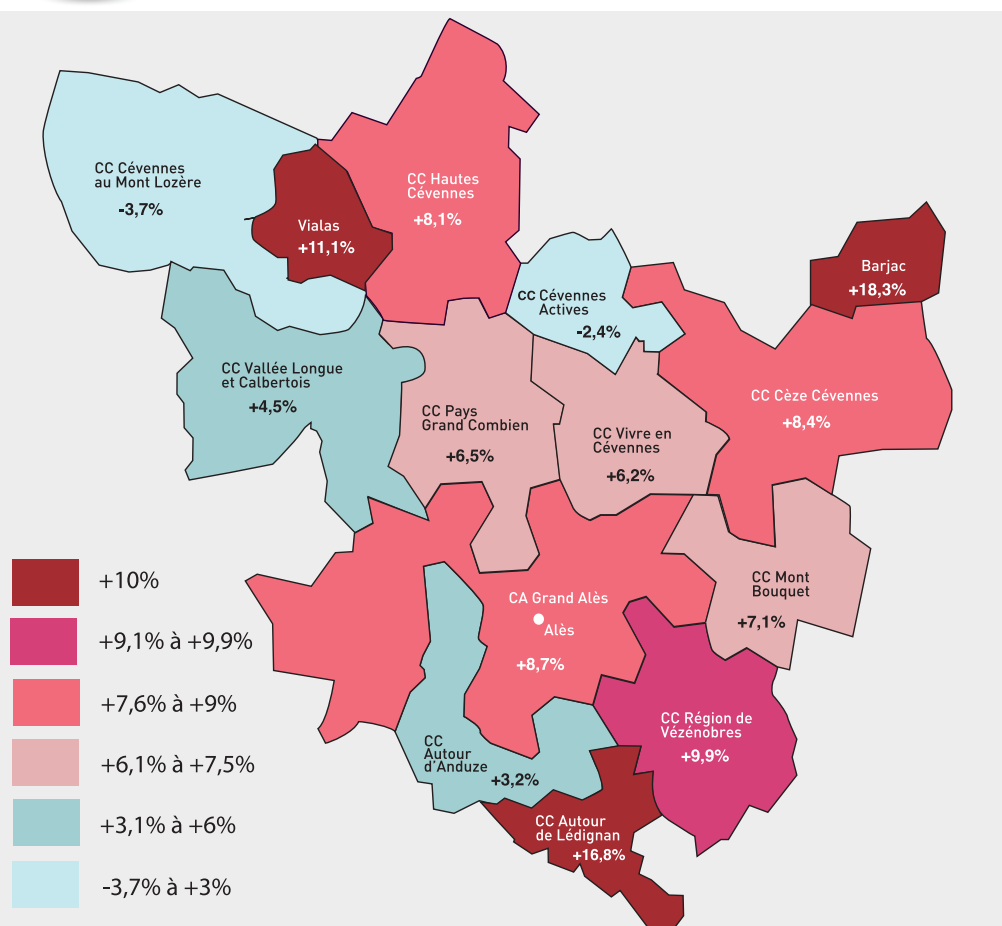 CC Cévennes
au Mont Lozère
-3,7%
Vialas
+11,1%
CC Hautes
Cévennes
+8,1%
Barjac
+18,3%
CC Cévennes
Actives
-2,4%
CC Vallée Longue
et Calbertois
+4,5%
CC Pays
Grand Combien
+6,5%
CC Vivre en
Cévennes
+6,2%
CC Cèze Cévennes
+8,4%
CC Mont
Bouquet
+7,1%
CA Grand Alès
Alès
+8,7%
CC Région de
Vézénobres
+9,9%
CC
Autour
d'Anduze
+3,2%
CC Autour
de Lédignan
+16,8%
+10%
+9,1% à +9,9%
+7,6% à +9%
+6,1% à +7,5%
+3,1% à +6%
-3,7% à +3%